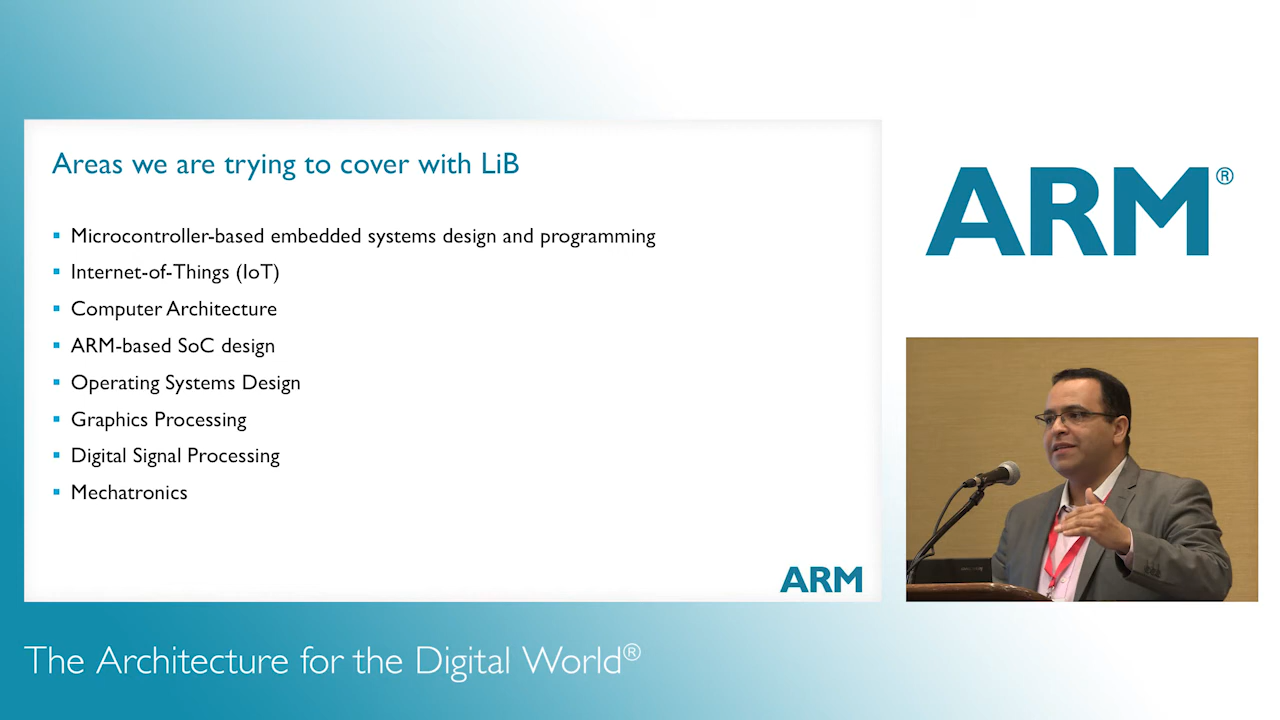 Areas we are trying to cover with LiB
Microcontroller-based embedded systems design and programming
Internet-of-Things (IoT)
Computer Architecture
ARM-based SoC design
Operating Systems Design
Graphics Processing
Digital Signal Processing
Mechatronics
ARM
ARM®
The Architecture for the Digital World®